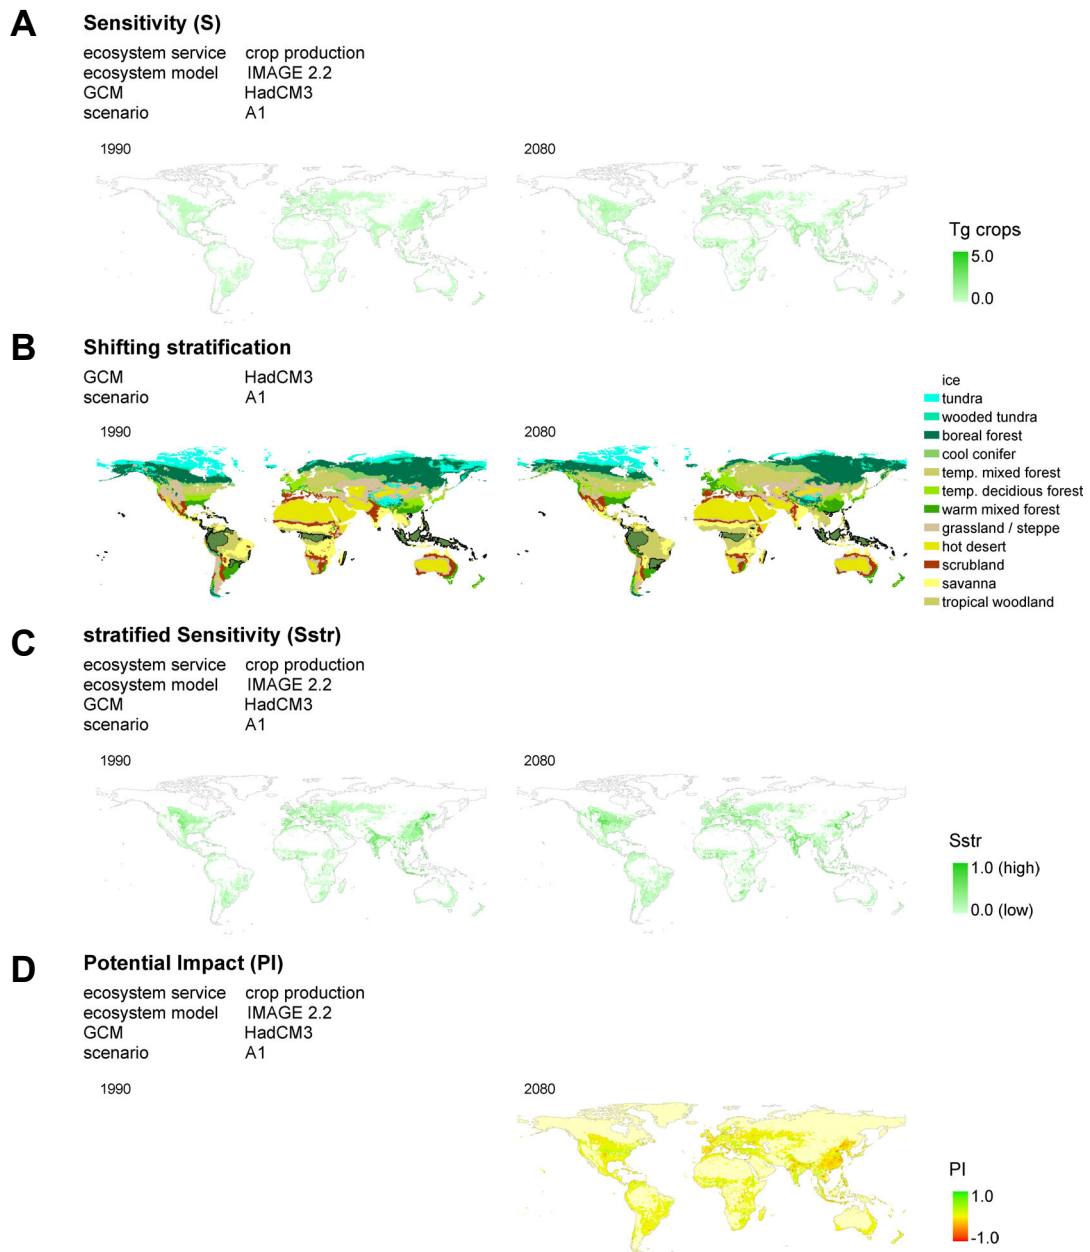 A
Sensitivity (S)
ecosystem service crop production
ecosystem model IMAGE 2.2
GCM HadCM3
scenario A1
1990
2080
Tg crops
5.0
0.0
B
Shifting stratification
GCM HadCM3
scenario A1
1990
2080
ice
tundra
wooded tundra
boreal forest
cool conifer
temp. mixed forest
temp. decidious forest
warm mixed forest
grassland / steppe
hot desert
scrubland
savanna
tropical woodland
C
stratified Sensitivity (Sstr)
ecosystem service crop production
ecosystem model IMAGE 2.2
GCM HadCM3
scenario A1
1990
2080
Sstr
1.0 (high)
0.0 (low)
D
Potential Impact (PI)
ecosystem service crop production
ecosystem model IMAGE 2.2
GCM HadCM3
scenario A1
1990
2080
PI
1.0
-1.0